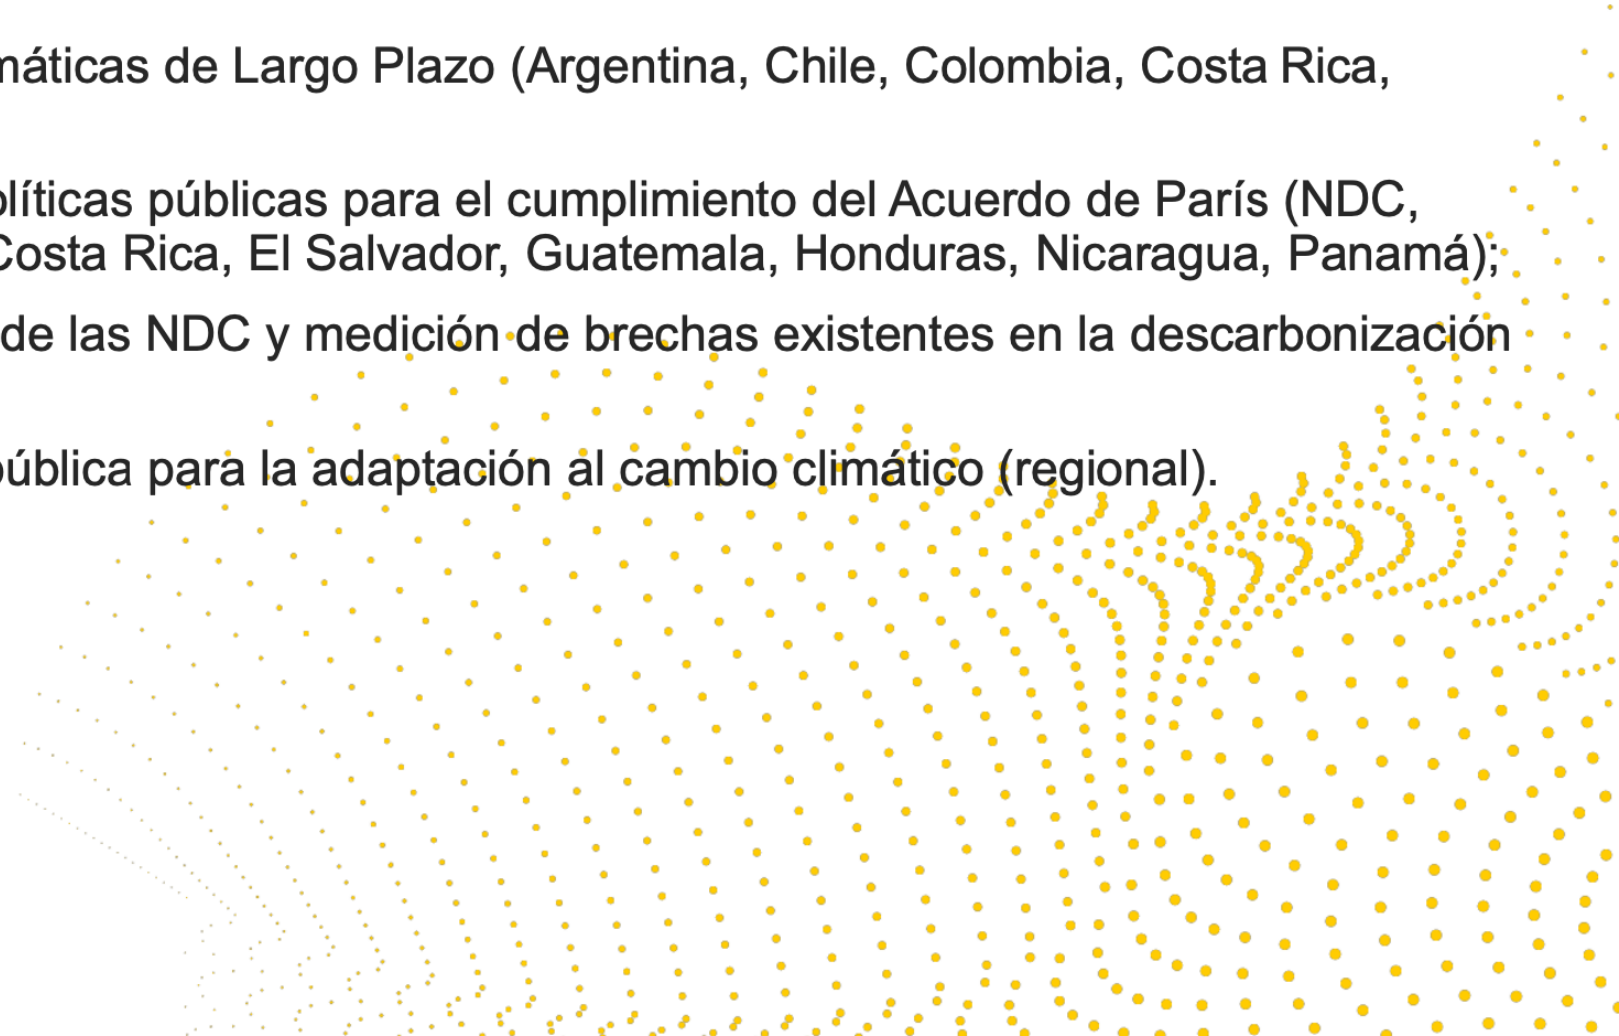 máticas de Largo Plazo (Argentina, Chile, Colombia, Costa Rica,
olíticas públicas para el cumplimiento del Acuerdo de París (NDC,
Costa Rica, El Salvador, Guatemala, Honduras, Nicaragua, Panamá);
de las NDC y medición de brechas existentes en la descarbonización
pública para la adaptación al cambio climático (regional).